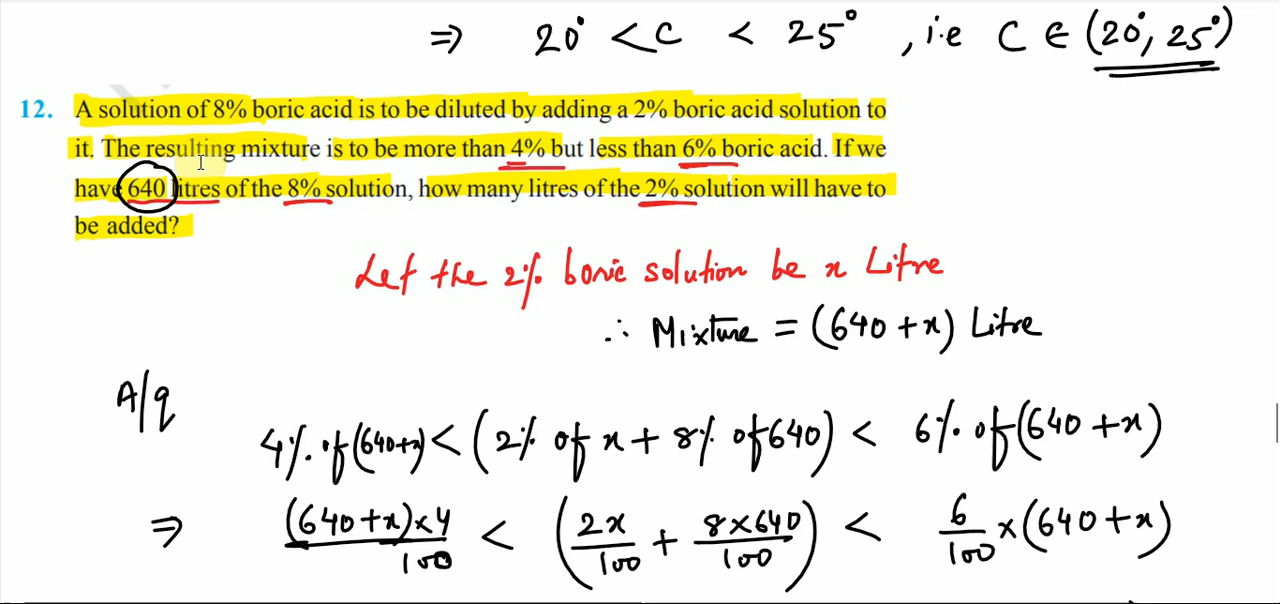 ⇒ 20° < C < 25° , i.e C ∈ (20°, 25°)
12. A solution of 8% boric acid is to be diluted by adding a 2% boric acid solution to
it. The resulting mixture is to be more than 4% but less than 6% boric acid. If we
have 640 litres of the 8% solution, how many litres of the 2% solution will have to
be added?
Let the 2% boric solution be x Litre
∴ Mixture = (640 + x) Litre
A/q
4% of (640+x) < (2% of x + 8% of 640) < 6% of (640 + x)
⇒ (640+x)×4/100 < (2x/100 + 8×640/100) < 6/100 × (640 + x)